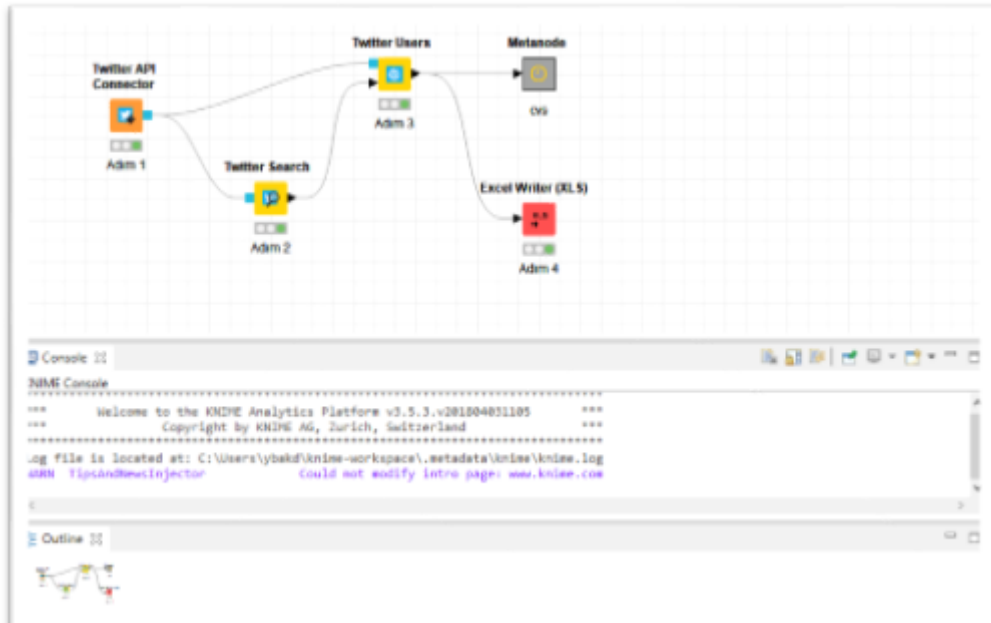 Twitter Users
Metanode
Twitter API
Connector
Adım 3
Adım 1
Twitter Search
Excel Writer (XLS)
Adım 2
Adım 4
Console
KNIME Console
***************************************************
*** Welcome to the KNIME Analytics Platform v3.5.3.v201804031105 ***
*** Copyright by KNIME AG, Zurich, Switzerland ***
***************************************************
Log file is located at: C:\Users\ybakd\knime-workspace\.metadata\knime\knime.log
WARN TipsAndNewsInjector Could not modify intro page: www.knime.com
Outline